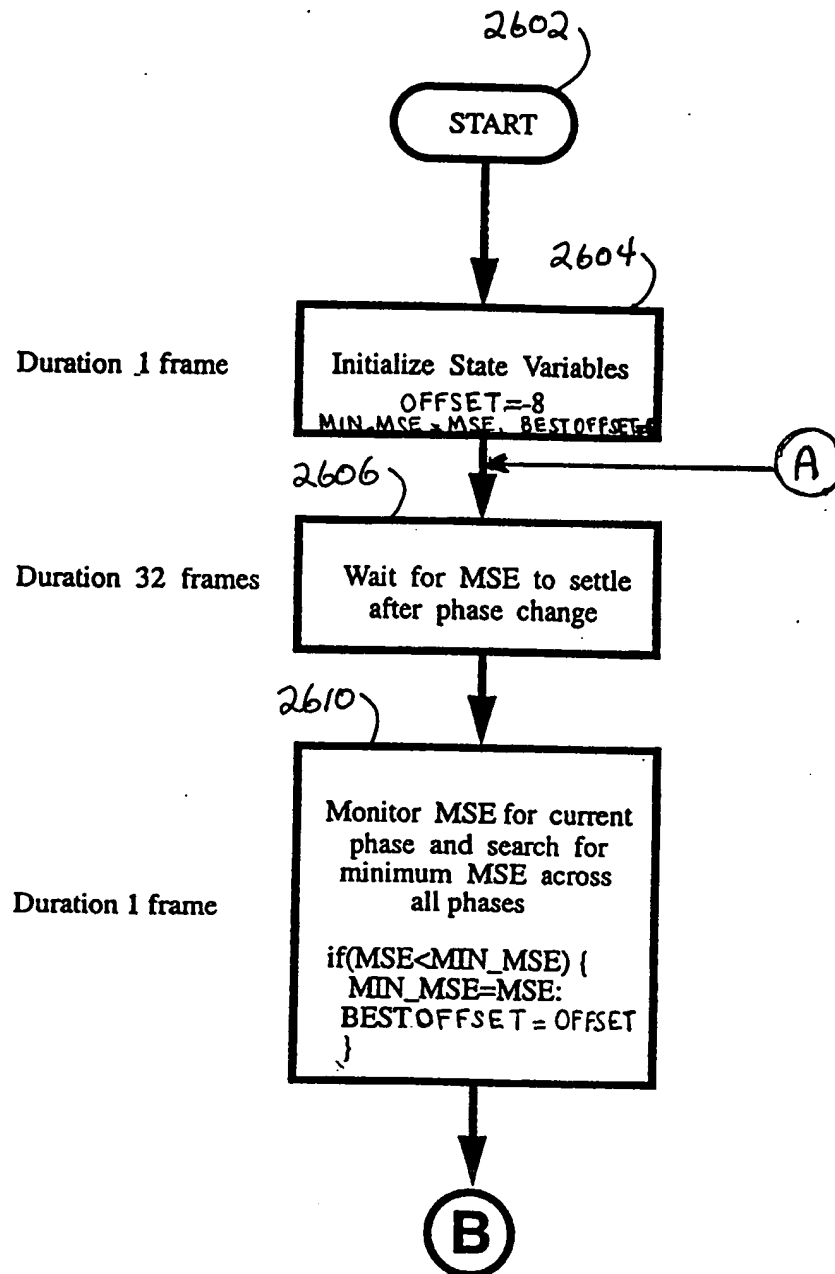 2602
START
2604
Duration 1 frame
Initialize State Variables
OFFSET=-8
MIN_MSE = MSE, BEST OFFSET=
A
2606
Duration 32 frames
Wait for MSE to settle
after phase change
2610
Monitor MSE for current
phase and search for
minimum MSE across
all phases
Duration 1 frame
if(MSE<MIN_MSE) {
MIN_MSE=MSE:
BEST OFFSET = OFFSET
}
B